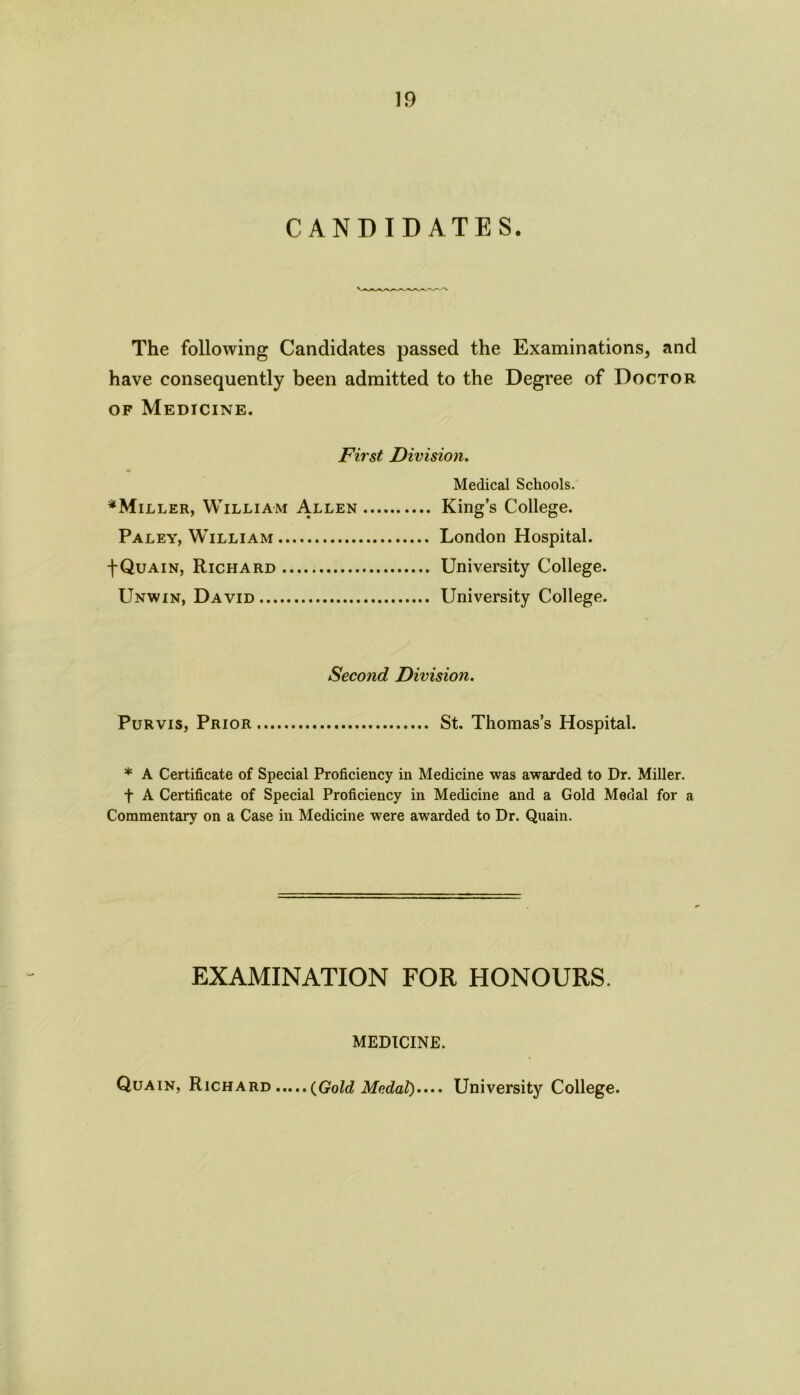 19
CANDIDATES.
The following Candidates passed the Examinations, and
have consequently been admitted to the Degree of Doctor
of Medicine.
First Division.
Medical Schools.
*Miller, William Allen .......... King's College.
Paley, William ...................... London Hospital.
†Quain, Richard ...................... University College.
Unwin, David ......................... University College.
Second Division.
Purvis, Prior .......................... St. Thomas's Hospital.
* A Certificate of Special Proficiency in Medicine was awarded to Dr. Miller.
† A Certificate of Special Proficiency in Medicine and a Gold Medal for a
Commentary on a Case in Medicine were awarded to Dr. Quain.
EXAMINATION FOR HONOURS.
MEDICINE.
Quain, Richard .....(Gold Medal).... University College.